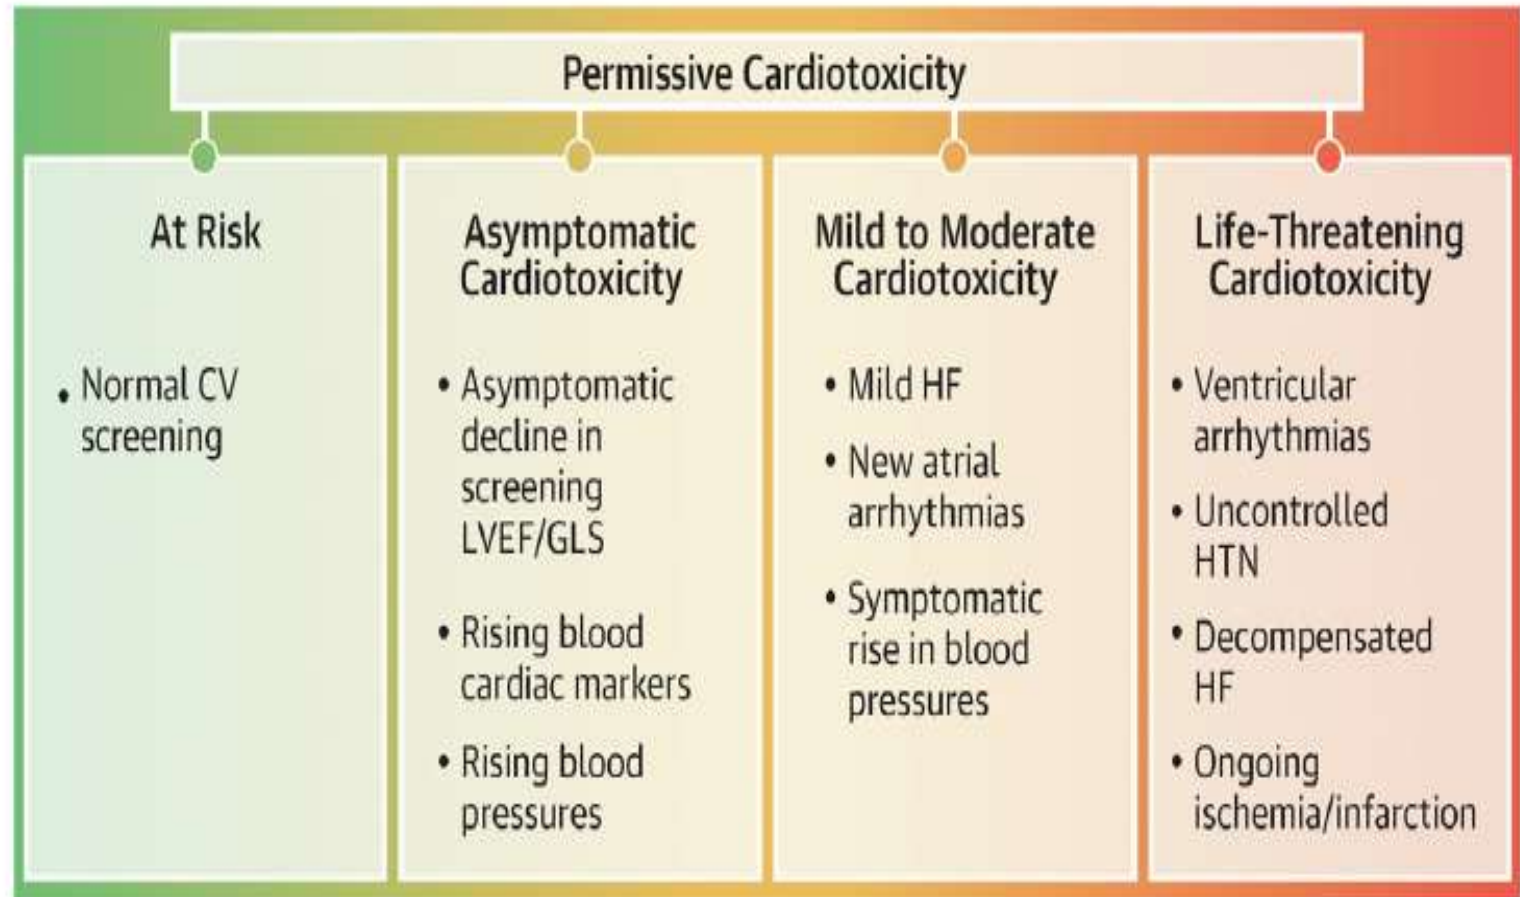 Permissive Cardiotoxicity
At Risk
• Normal CV
screening
Asymptomatic
Cardiotoxicity
• Asymptomatic
decline in
screening
LVEF/GLS
• Rising blood
cardiac markers
• Rising blood
pressures
Mild to Moderate
Cardiotoxicity
• Mild HF
• New atrial
arrhythmias
• Symptomatic
rise in blood
pressures
Life-Threatening
Cardiotoxicity
• Ventricular
arrhythmias
• Uncontrolled
HTN
• Decompensated
HF
• Ongoing
ischemia/infarction